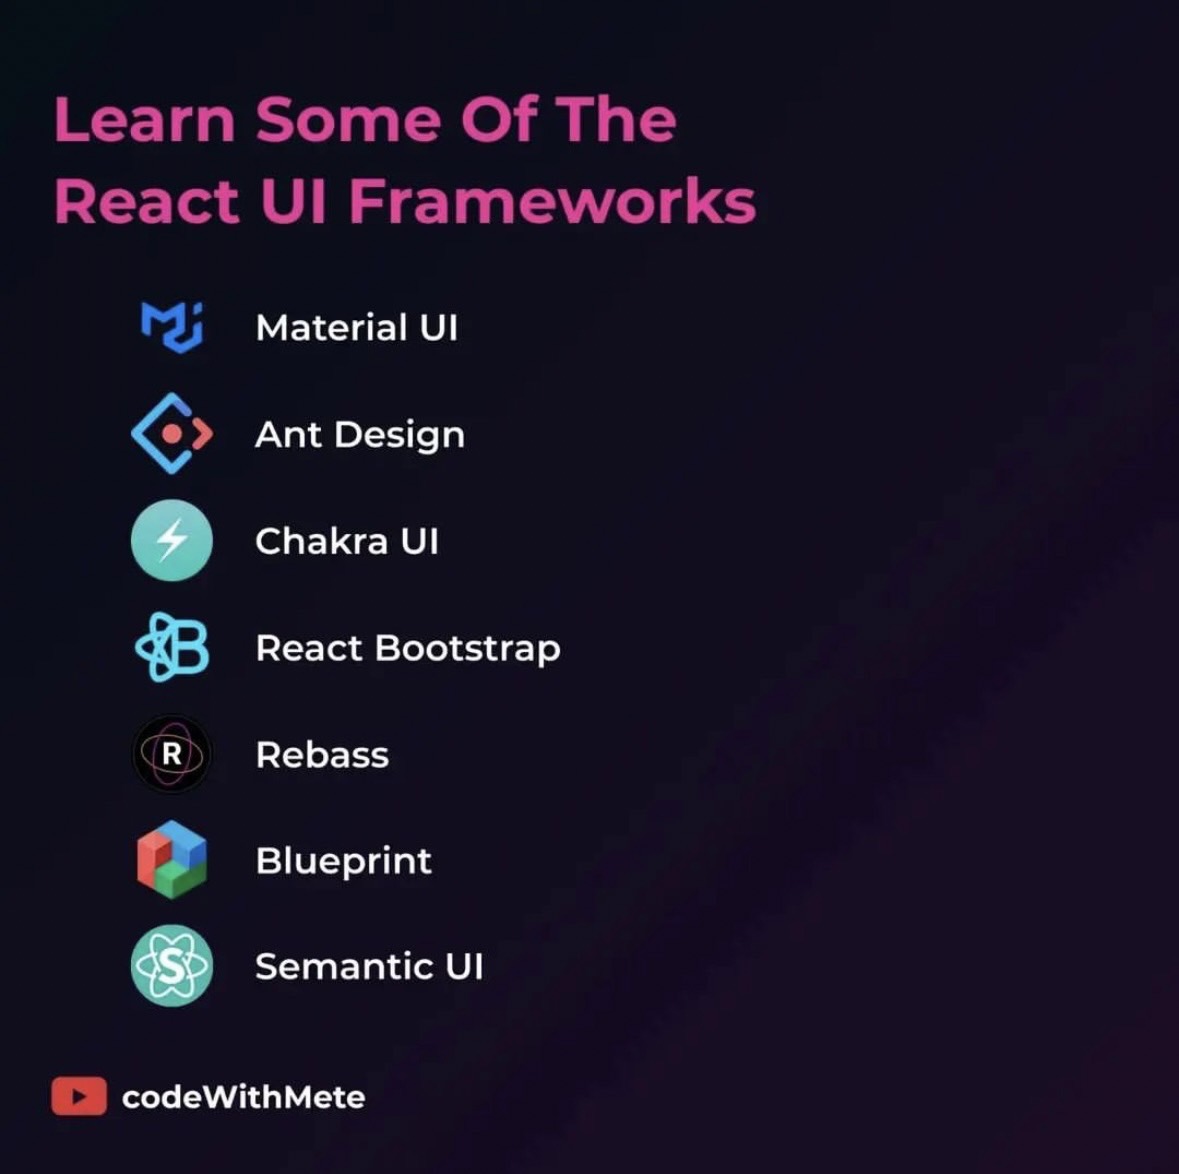 Learn Some Of The
React UI Frameworks
Material UI
Ant Design
Chakra UI
B React Bootstrap
R Rebass
Blueprint
S Semantic UI
codeWithMete